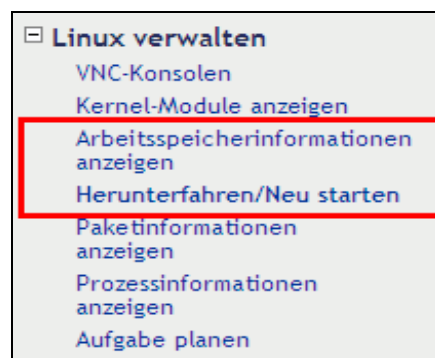 Linux verwalten
VNC-Konsolen
Kernel-Module anzeigen
Arbeitsspeicherinformationen
anzeigen
Herunterfahren/Neu starten
Paketinformationen
anzeigen
Prozessinformationen
anzeigen
Aufgabe planen